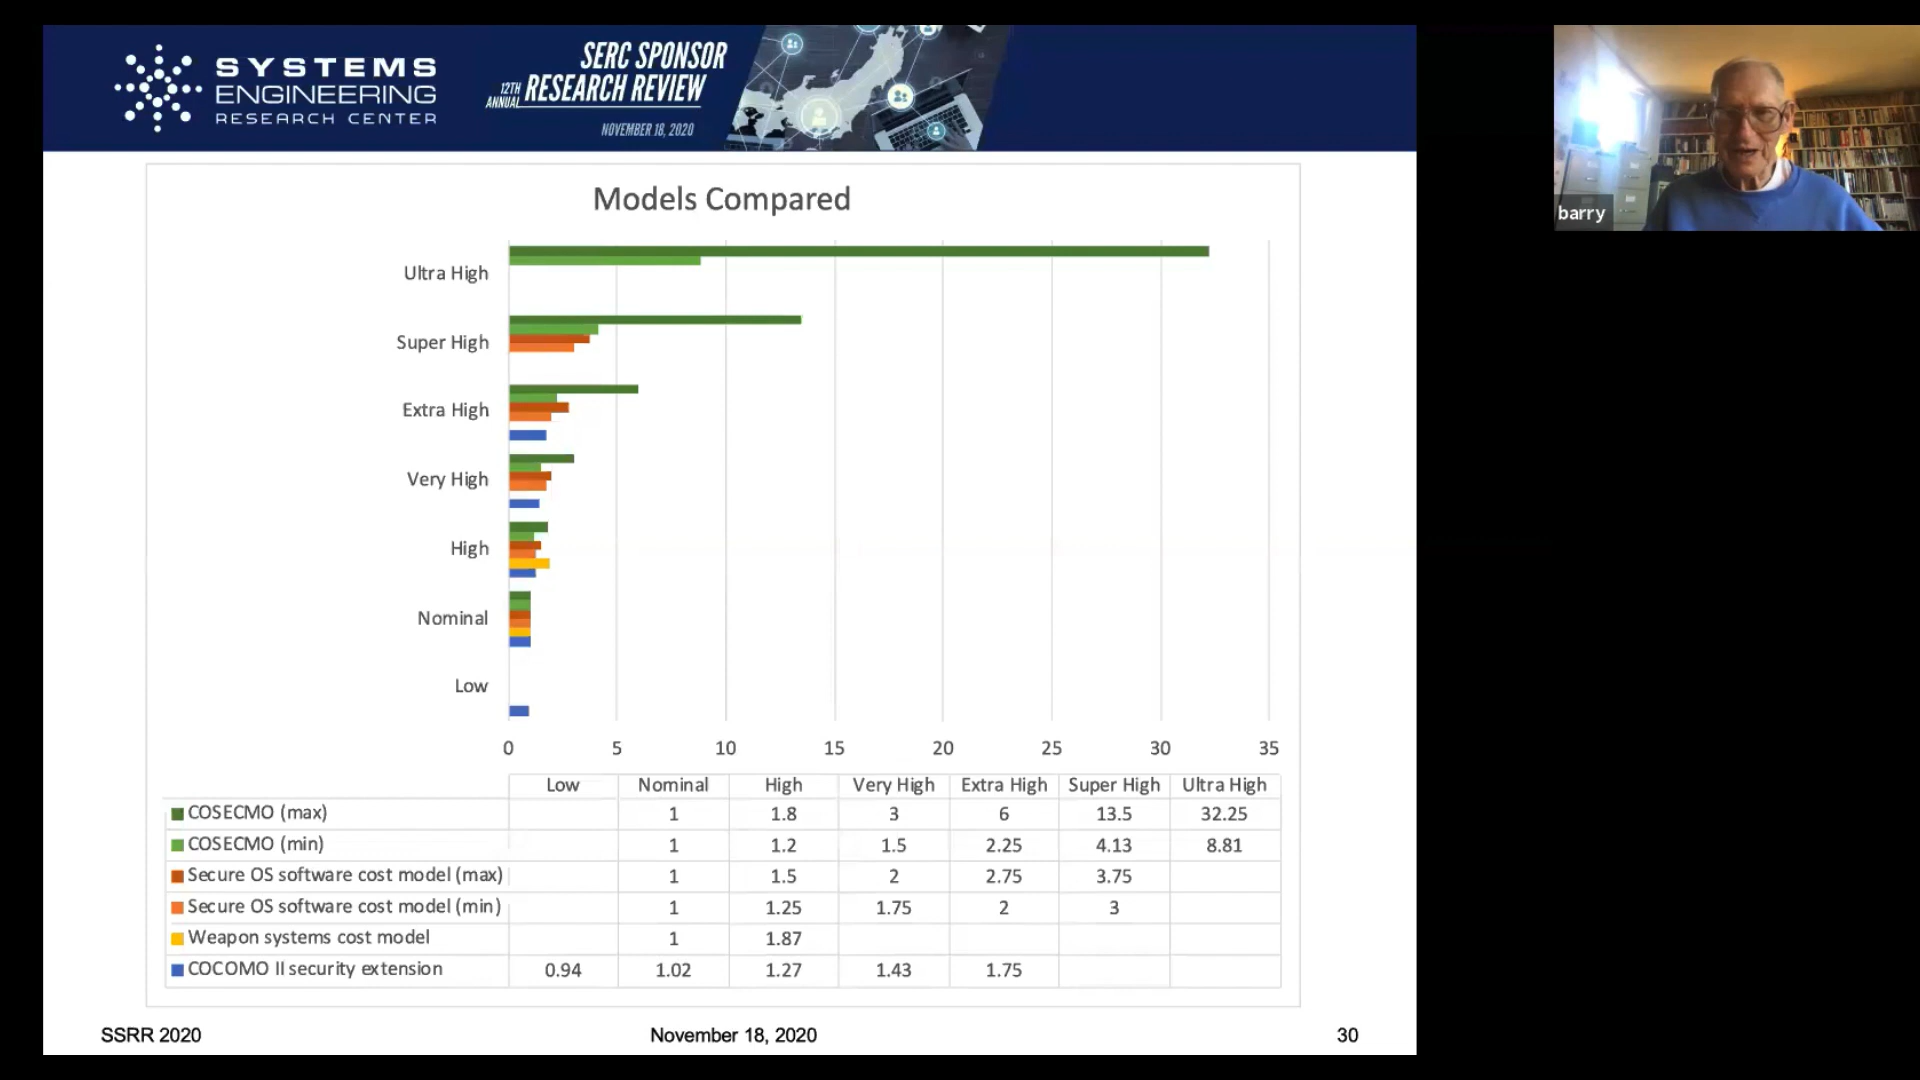 SYSTEMS
ENGINEERING
RESEARCH CENTER
SERC SPONSOR
12TH ANNUAL RESEARCH REVIEW
NOVEMBER 18, 2020
barry
Models Compared
Ultra High
Super High
Extra High
Very High
High
Nominal
Low
0 5 10 15 20 25 30 35
Low Nominal High Very High Extra High Super High Ultra High
COSECMO (max) 1 1.8 3 6 13.5 32.25
COSECMO (min) 1 1.2 1.5 2.25 4.13 8.81
Secure OS software cost model (max) 1 1.5 2 2.75 3.75
Secure OS software cost model (min) 1 1.25 1.75 2 3
Weapon systems cost model 1 1.87
COCOMO II security extension 0.94 1.02 1.27 1.43 1.75
SSRR 2020 November 18, 2020 30